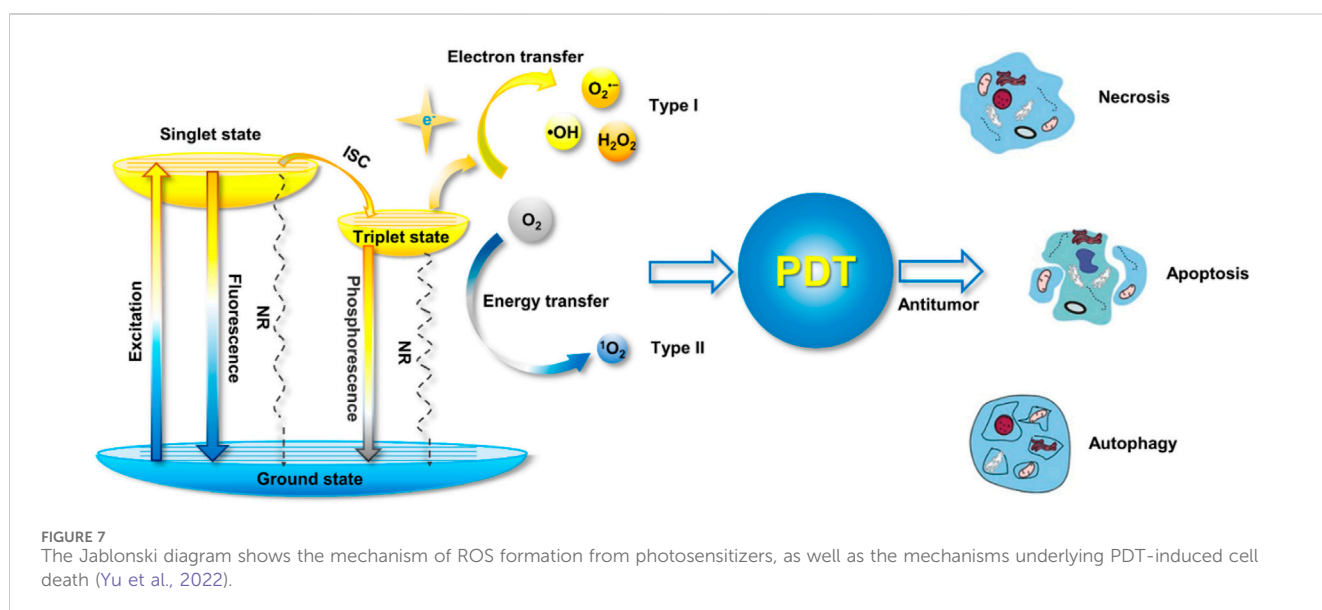 Electron transfer
O₂•−
Type I
Necrosis
e⁻
Singlet state
•OH
H₂O₂
ISC
O₂
Triplet state
PDT
Apoptosis
Excitation
Fluorescence
NR
Phosphorescence
NR
Energy transfer
Antitumor
¹O₂
Type II
Autophagy
Ground state
FIGURE 7
The Jablonski diagram shows the mechanism of ROS formation from photosensitizers, as well as the mechanisms underlying PDT-induced cell
death (Yu et al., 2022).